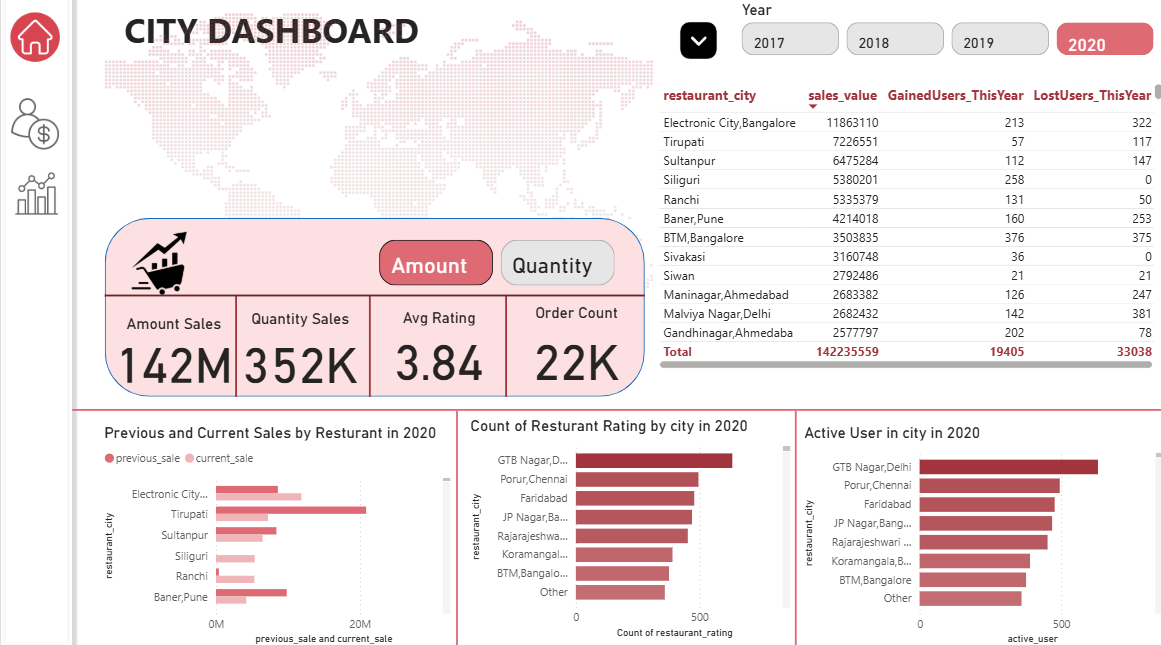 CITY DASHBOARD
Year
2017 2018 2019 2020
restaurant_city sales_value GainedUsers_ThisYear LostUsers_ThisYear
Electronic City,Bangalore 11863110 213 322
Tirupati 7226551 57 117
Sultanpur 6475284 112 147
Siliguri 5380201 258 0
Ranchi 5335379 131 50
Baner,Pune 4214018 160 253
BTM,Bangalore 3503835 376 375
Sivakasi 3160748 36 0
Siwan 2792486 21 21
Maninagar,Ahmedabad 2683382 126 247
Malviya Nagar,Delhi 2682432 142 381
Gandhinagar,Ahmedaba 2577797 202 78
Total 142235559 19405 33038
$
Amount Quantity
Amount Sales Quantity Sales Avg Rating Order Count
142M 352K 3.84 22K
Previous and Current Sales by Resturant in 2020
previous_sale current_sale
restaurant_city
Electronic City...
Tirupati
Sultanpur
Siliguri
Ranchi
Baner,Pune
0M 20M
previous_sale and current_sale
Count of Resturant Rating by city in 2020
restaurant_city
GTB Nagar,D...
Porur,Chennai
Faridabad
JP Nagar,Ba...
Rajarajeshwa...
Koramangal...
BTM,Bangalo...
Other
0 500
Count of restaurant_rating
Active User in city in 2020
restaurant_city
GTB Nagar,Delhi
Porur,Chennai
Faridabad
JP Nagar,Bang...
Rajarajeshwari ...
Koramangala,B...
BTM,Bangalore
Other
0 500
active_user